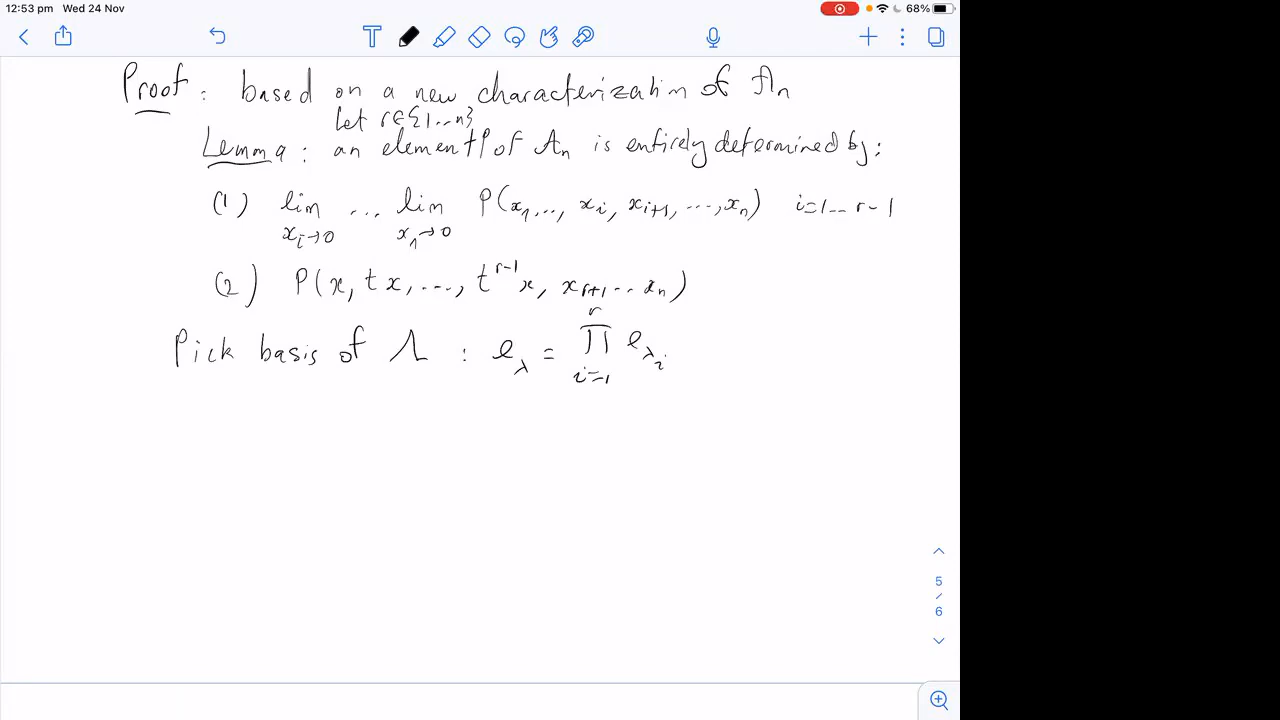 12:53 pm Wed 24 Nov 68%
Proof: based on a new characterization of An
Let r∈{1...n}
Lemma: an element P of An is entirely determined by:
(1) lim xi→0 ... lim x1→0 P(x1..., xi, xi+1, ..., xn) i=1...r-1
(2) P(x, tx, ..., t^{r-1}x, xr+1...xn)
Pick basis of Λ : eλ = ∏_{i=1}^{r} eλi
5
/
6